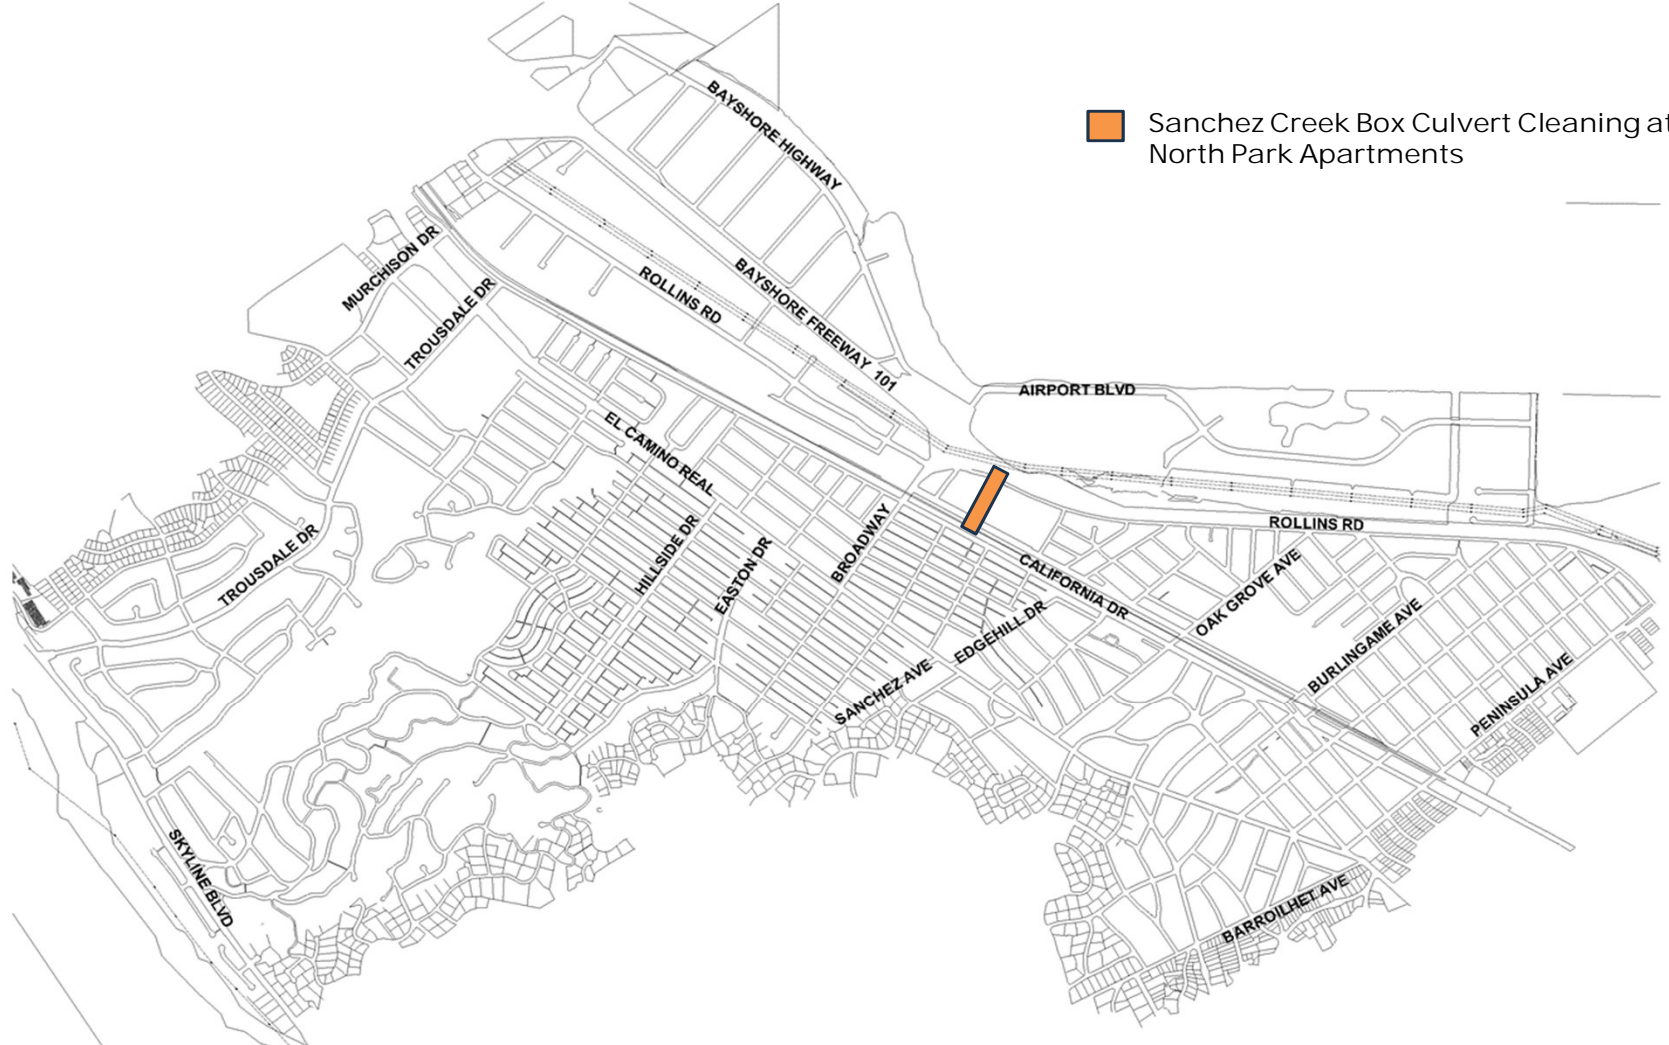 BAYSHORE HIGHWAY
Sanchez Creek Box Culvert Cleaning at
North Park Apartments
MURCHISON DR
TROUSDALE DR
ROLLINS RD
BAYSHORE FREEWAY 101
AIRPORT BLVD
EL CAMINO REAL
TROUSDALE DR
HILLSIDE DR
EASTON DR
BROADWAY
ROLLINS RD
CALIFORNIA DR
OAK GROVE AVE
EDGEHILL DR
SANCHEZ AVE
BURLINGAME AVE
PENINSULA AVE
SKYLINE BLVD
BARROILHET AVE